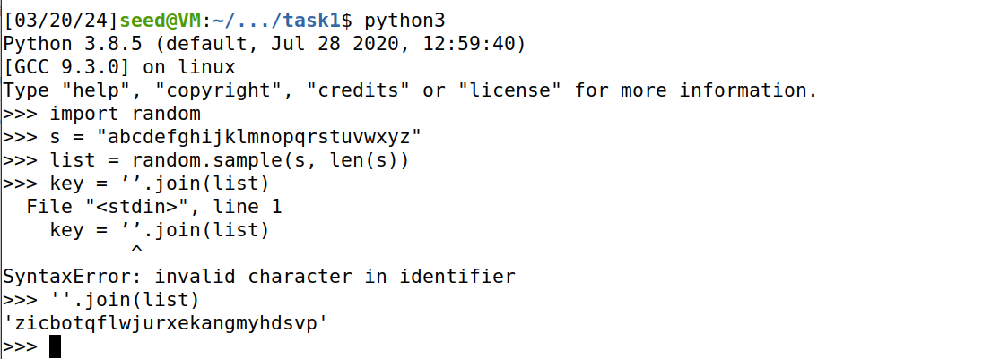 [03/20/24]seed@VM:~/.../task1$ python3
Python 3.8.5 (default, Jul 28 2020, 12:59:40)
[GCC 9.3.0] on linux
Type "help", "copyright", "credits" or "license" for more information.
>>> import random
>>> s = "abcdefghijklmnopqrstuvwxyz"
>>> list = random.sample(s, len(s))
>>> key = ’’.join(list)
  File "<stdin>", line 1
    key = ’’.join(list)
           ^
SyntaxError: invalid character in identifier
>>> ''.join(list)
'zicbotqflwjurxekangmyhdsvp'
>>>